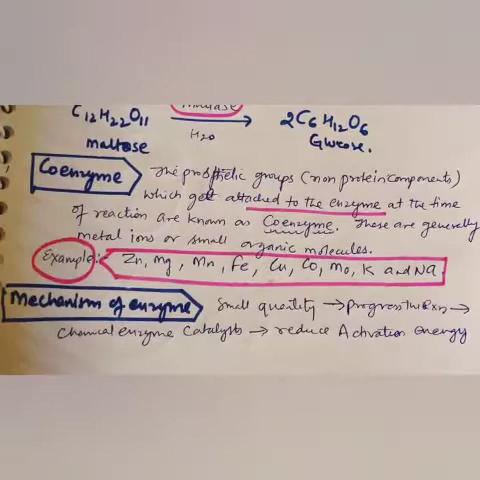 C12H22O11 maltase 2C6H12O6
H2O
maltose Glucose.
Coenzyme The prosthetic groups (non protein components)
which get attached to the enzyme at the time
of reaction are known as Coenzyme. These are generally
metal ions or small organic molecules.
Example: Zn, Mg, Mn, Fe, Cu, Co, Mo, K and Na.
Mechanism of enzyme Small quantity → progress the Rxn →
Chemical enzyme Catalysts → reduce Activation energy